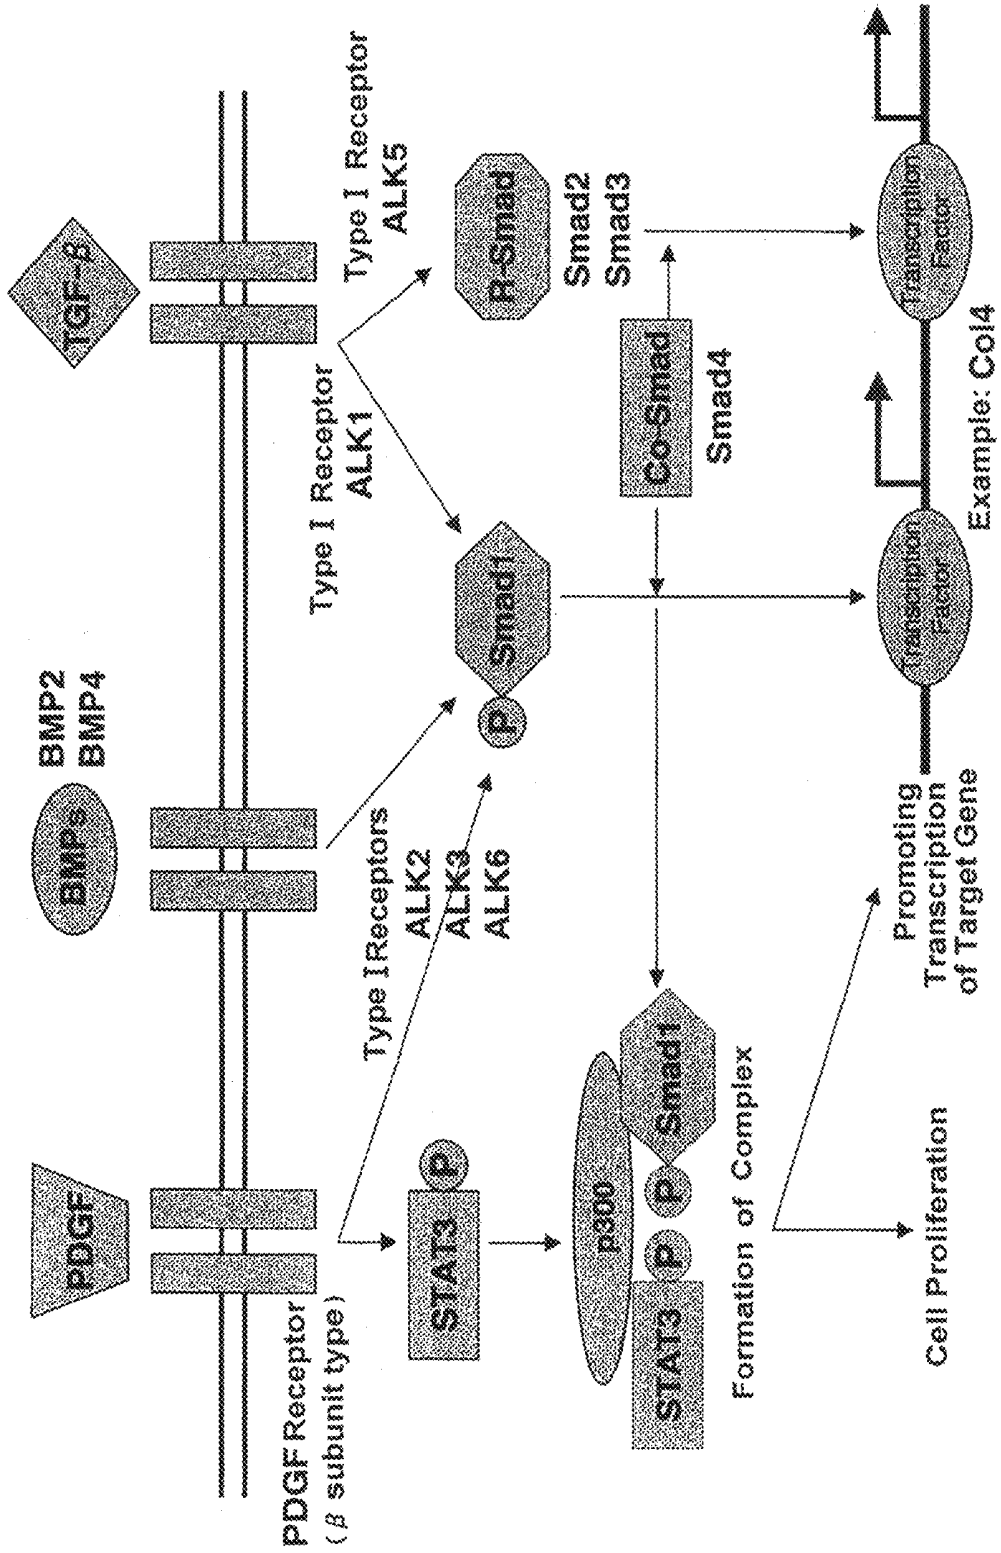 PDGF
BMPs
BMP2
BMP4
TGF-β
PDGF Receptor
(β subunit type)
Type I Receptors
ALK2
ALK3
ALK6
Type I Receptor
ALK1
Type I Receptor
ALK5
STAT3
P
P
Smad1
R-Smad
Smad2
Smad3
p300
STAT3
P
P
Smad1
Formation of Complex
Co-Smad
Smad4
Cell Proliferation
Promoting
Transcription
of Target Gene
Transcription
Factor
Example: Col4
Transcription
Factor